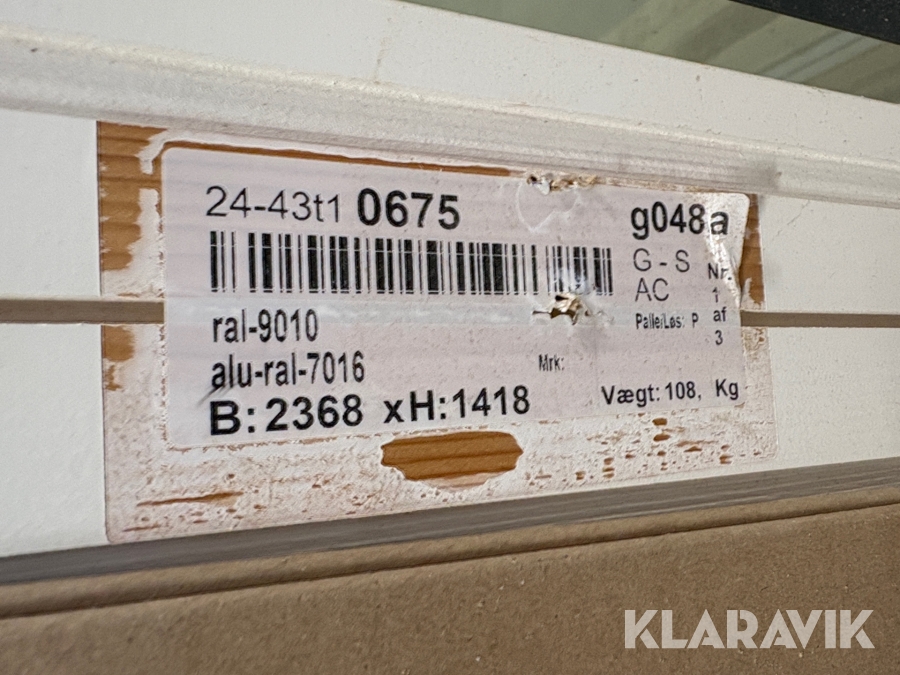 24-43t1 0675
g048a
G - S
AC
Nr.
1
af
3
Palle/Løs: P
ral-9010
alu-ral-7016
Mrk:
B:2368 xH:1418
Vægt: 108, Kg
KLARAVIK